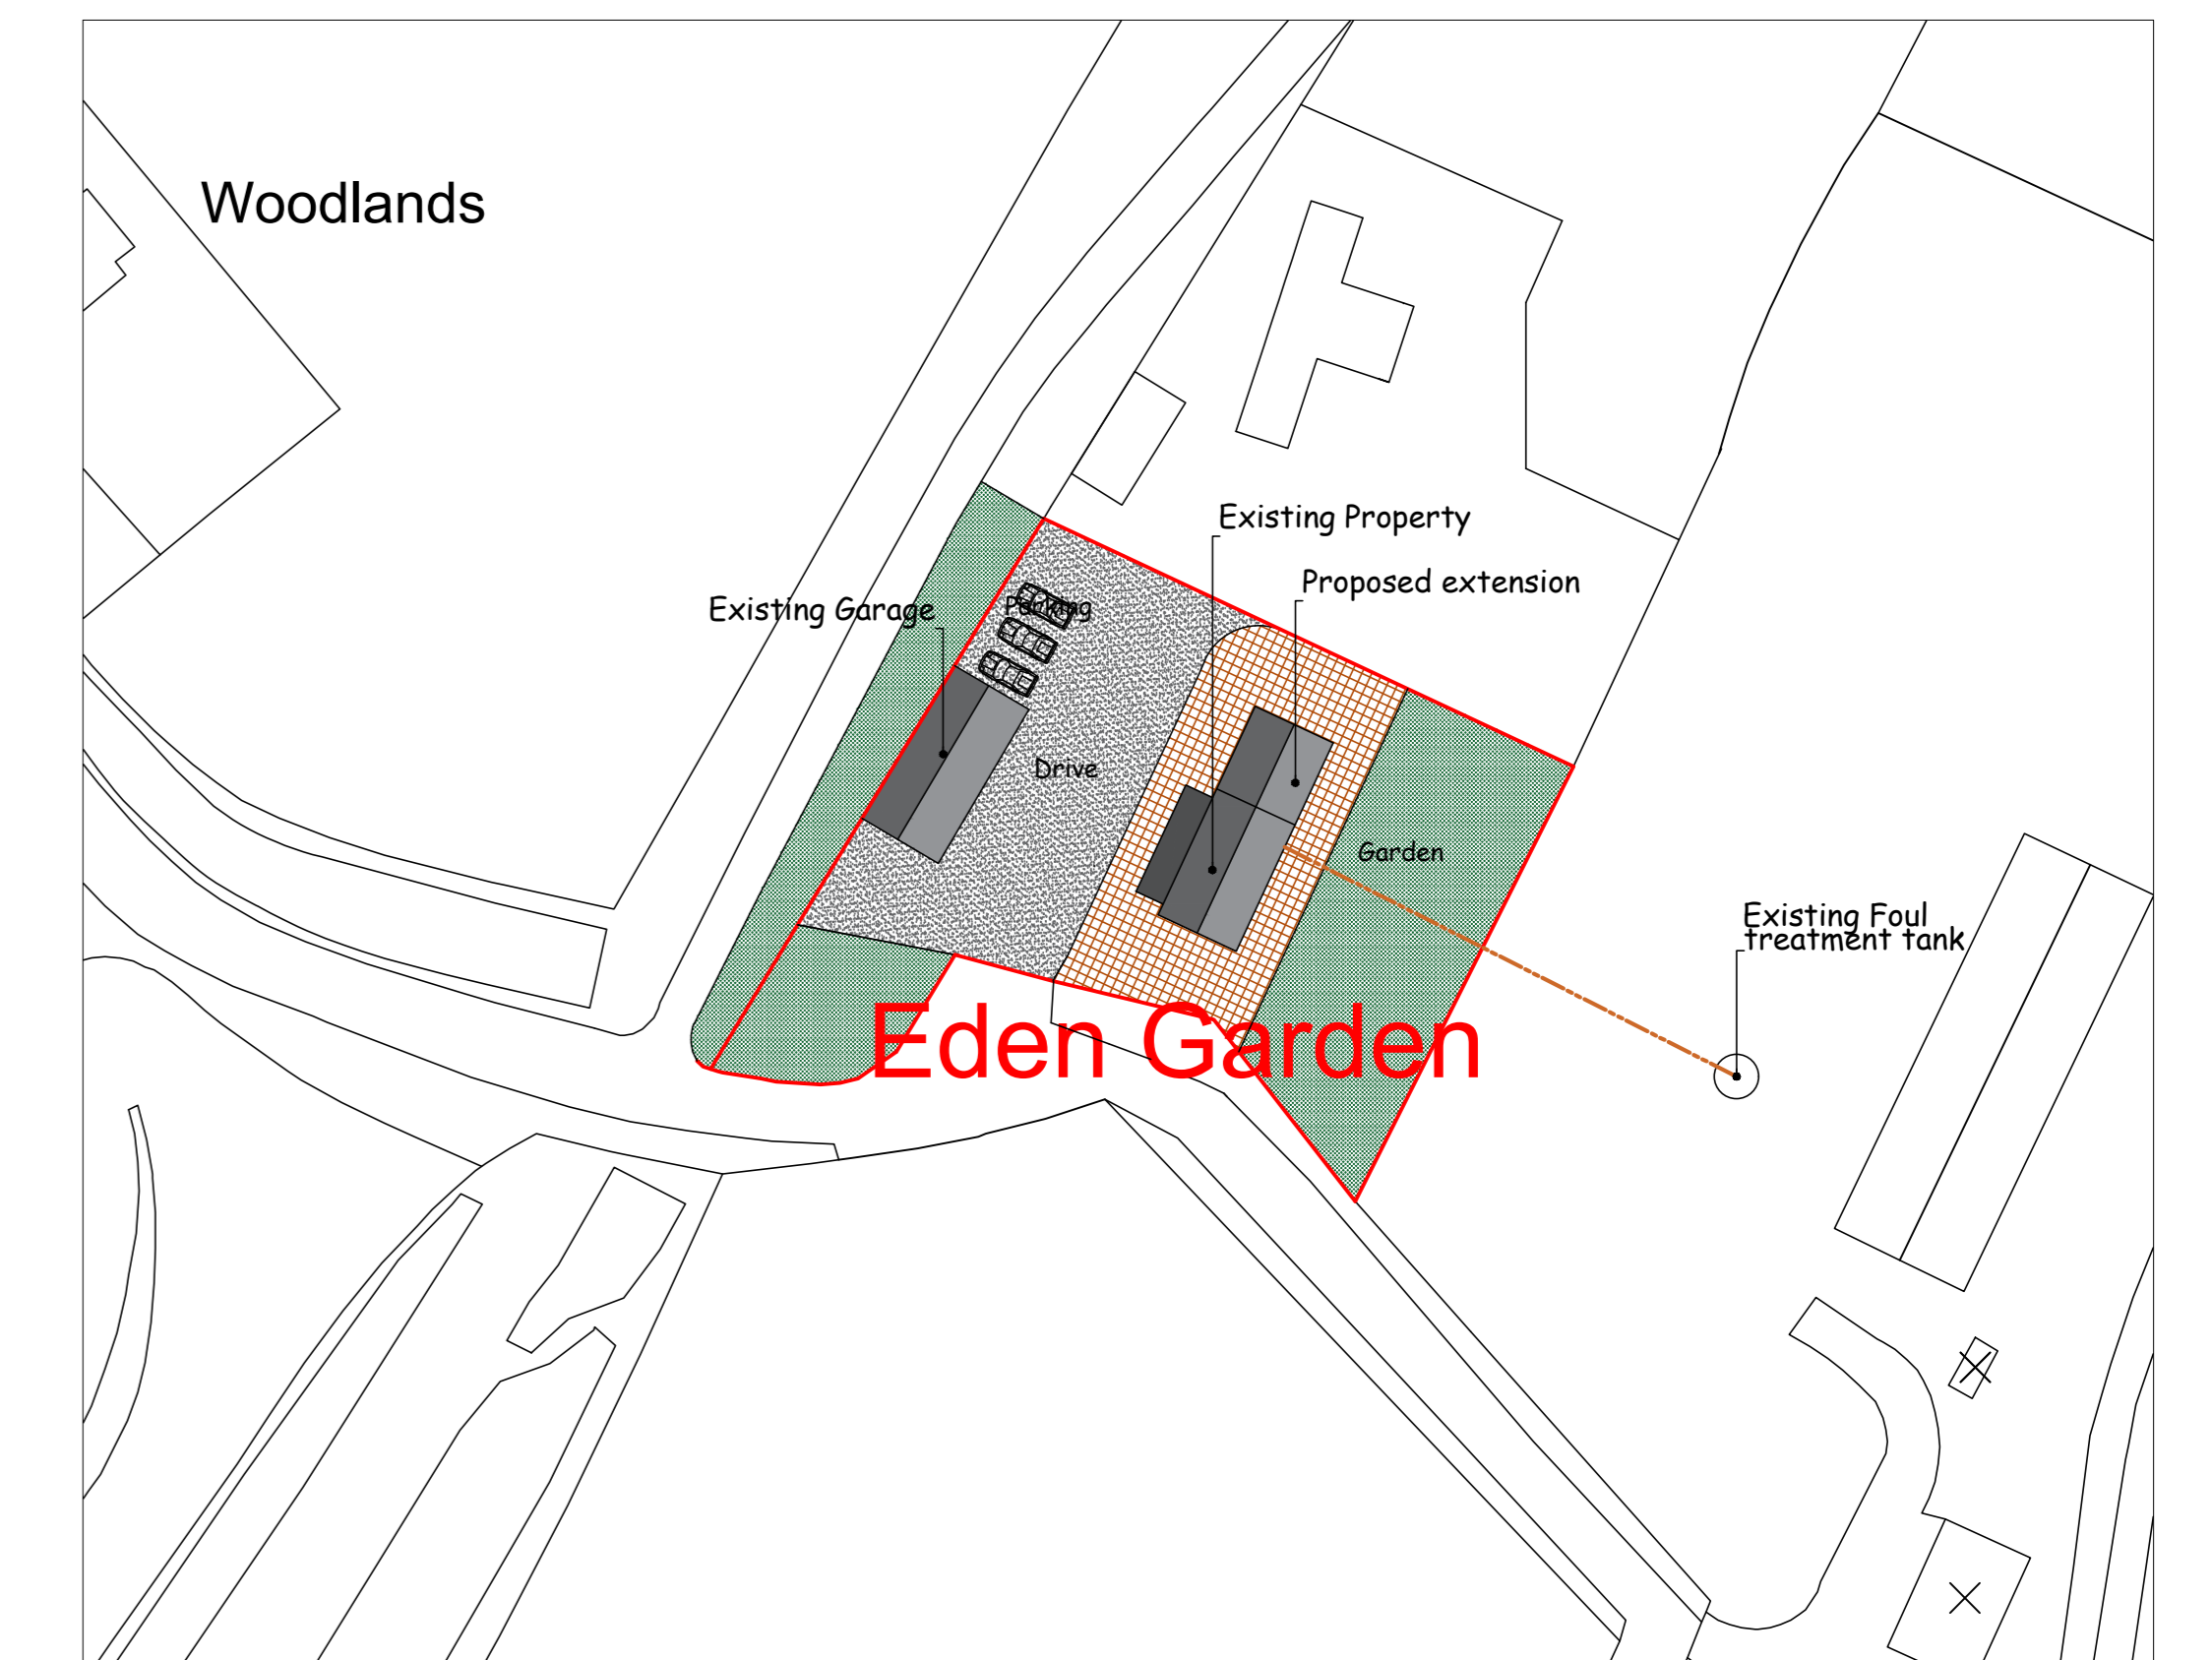 Woodlands
Existing Property
Proposed extension
Existing Garage
Parking
Drive
Garden
Existing Foul
treatment tank
Eden Garden